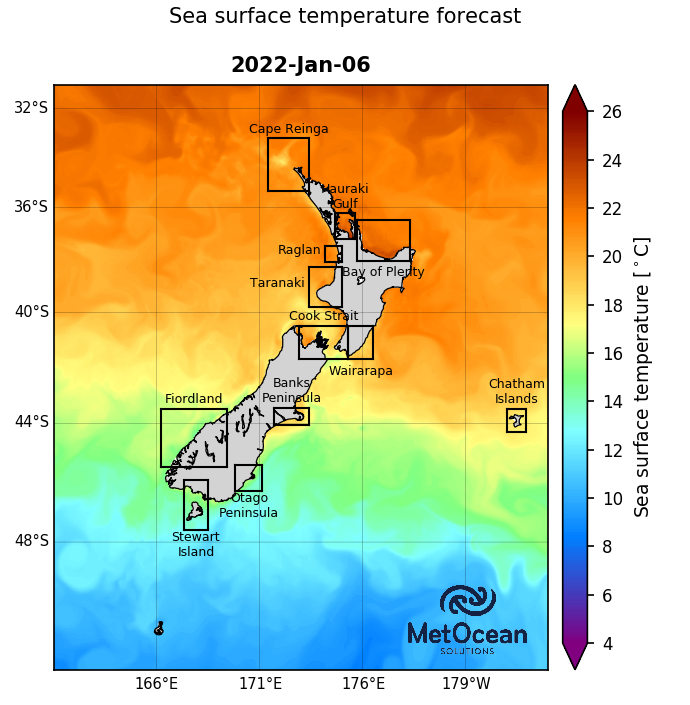 Sea surface temperature forecast
2022-Jan-06
32°S
36°S
40°S
44°S
48°S
166°E
171°E
176°E
179°W
Cape Reinga
Hauraki
Gulf
Raglan
Bay of Plenty
Taranaki
Cook Strait
Wairarapa
Banks
Peninsula
Chatham
Islands
Fiordland
Otago
Peninsula
Stewart
Island
MetOcean
SOLUTIONS
26
24
22
20
18
16
14
12
10
8
6
4
Sea surface temperature [°C]